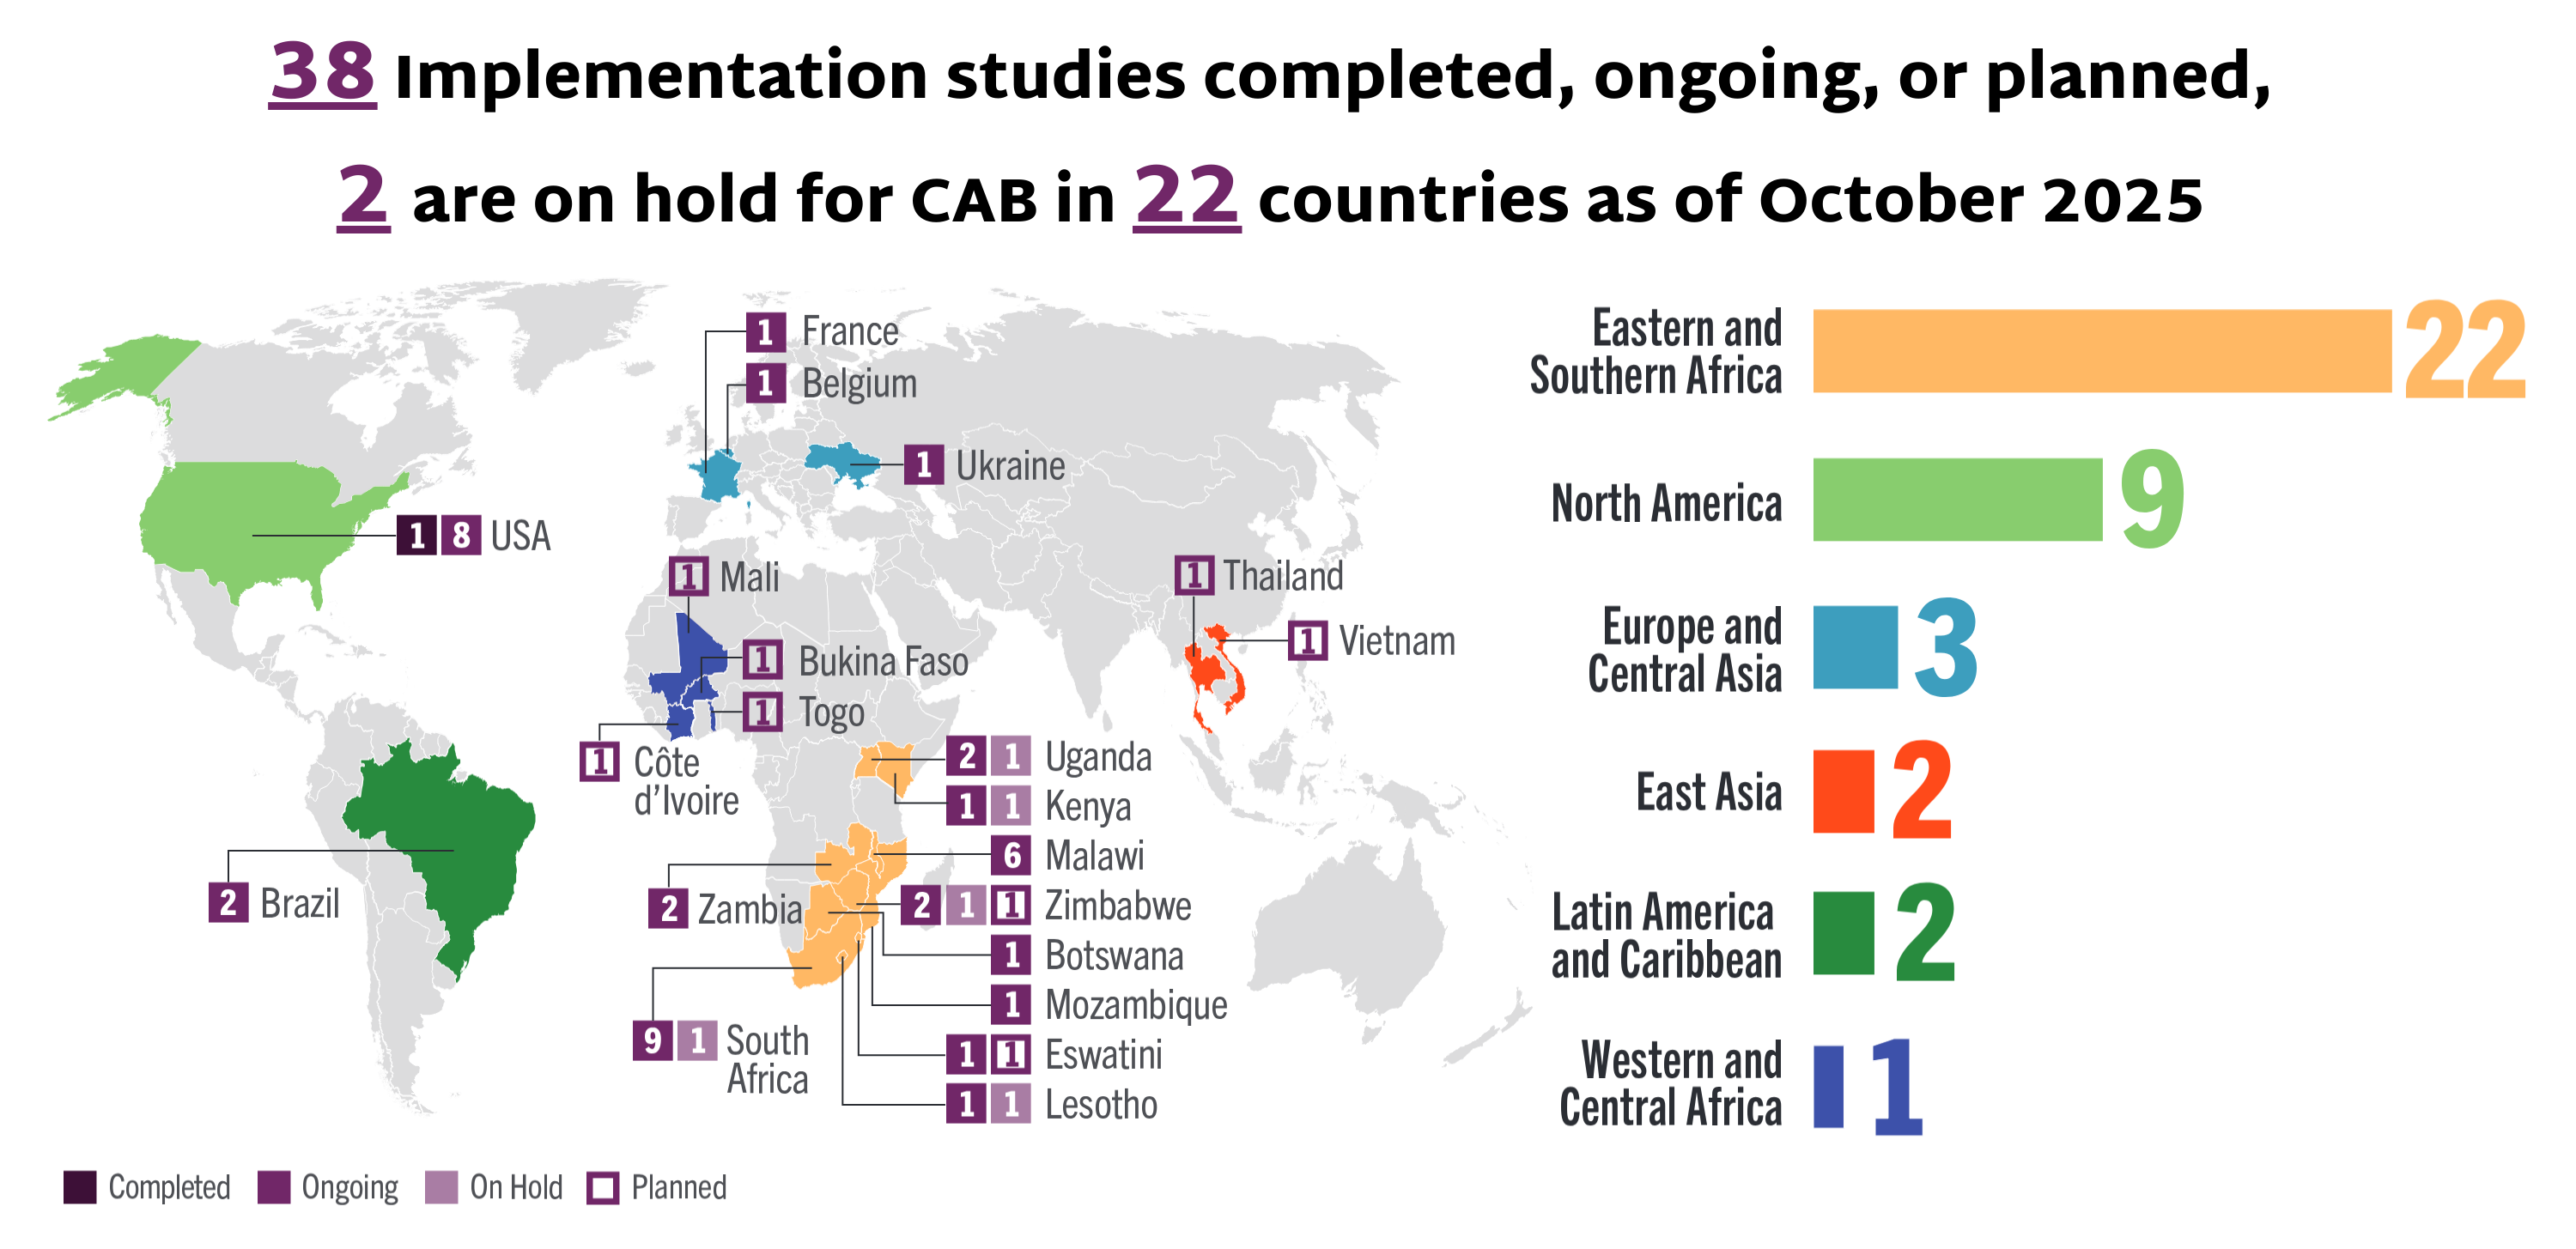 38 Implementation studies completed, ongoing, or planned,
2 are on hold for CAB in 22 countries as of October 2025
1 France
1 Belgium
1 Ukraine
1 8 USA
1 Mali
1 Bukina Faso
1 Togo
1 Côte
d’Ivoire
1 Thailand
1 Vietnam
2 Brazil
2 1 Uganda
1 1 Kenya
6 Malawi
2 Zambia
2 1 1 Zimbabwe
1 Botswana
1 Mozambique
1 1 Eswatini
1 1 Lesotho
9 1 South
Africa
Completed
Ongoing
On Hold
Planned
Eastern and
Southern Africa
22
North America
9
Europe and
Central Asia
3
East Asia
2
Latin America
and Caribbean
2
Western and
Central Africa
1